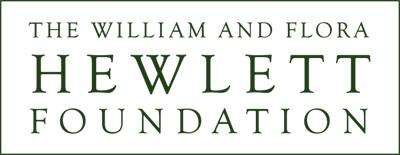 THE WILLIAM AND FLORA
HEWLETT
FOUNDATION